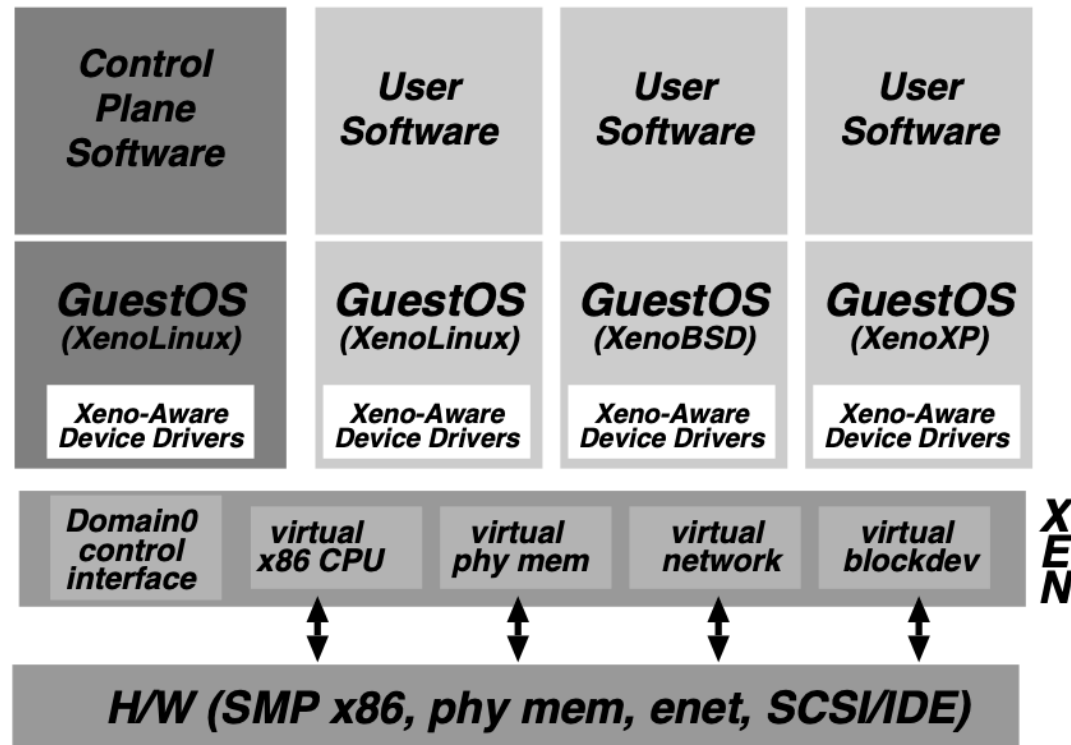 Control
Plane
Software
User
Software
User
Software
User
Software
GuestOS
(XenoLinux)
Xeno-Aware
Device Drivers
GuestOS
(XenoLinux)
Xeno-Aware
Device Drivers
GuestOS
(XenoBSD)
Xeno-Aware
Device Drivers
GuestOS
(XenoXP)
Xeno-Aware
Device Drivers
Domain0
control
interface
virtual
x86 CPU
virtual
phy mem
virtual
network
virtual
blockdev
X
E
N
H/W (SMP x86, phy mem, enet, SCSI/IDE)